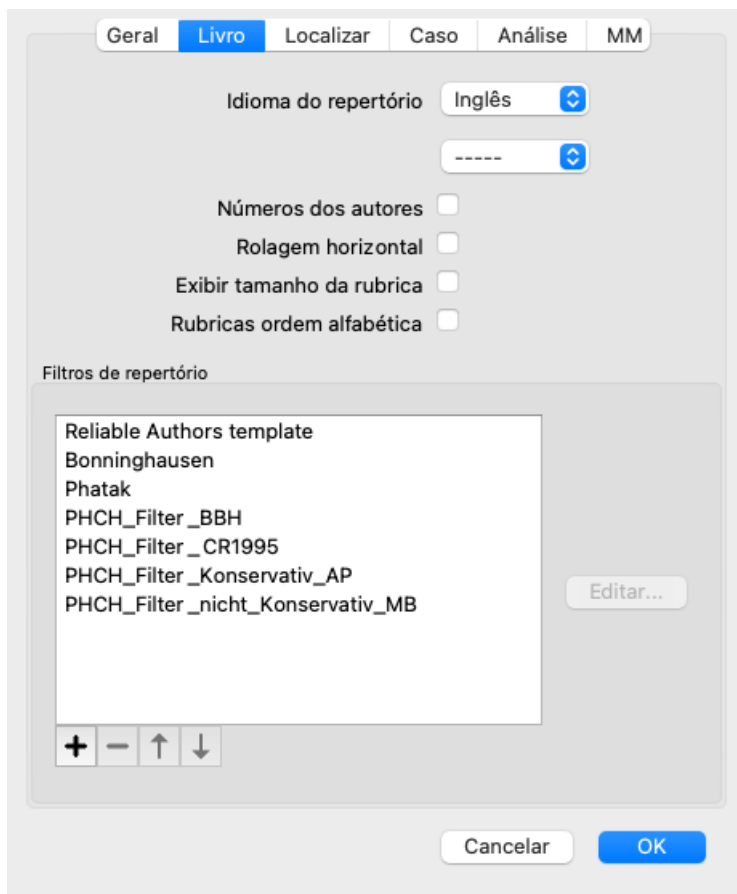 Geral Livro Localizar Caso Análise MM
Idioma do repertório Inglês
-----
Números dos autores
Rolagem horizontal
Exibir tamanho da rubrica
Rubricas ordem alfabética
Filtros de repertório
Reliable Authors template
Bonninghausen
Phatak
PHCH_Filter_BBH
PHCH_Filter_CR1995
PHCH_Filter_Konservativ_AP
PHCH_Filter_nicht_Konservativ_MB
Editar...
Cancelar OK